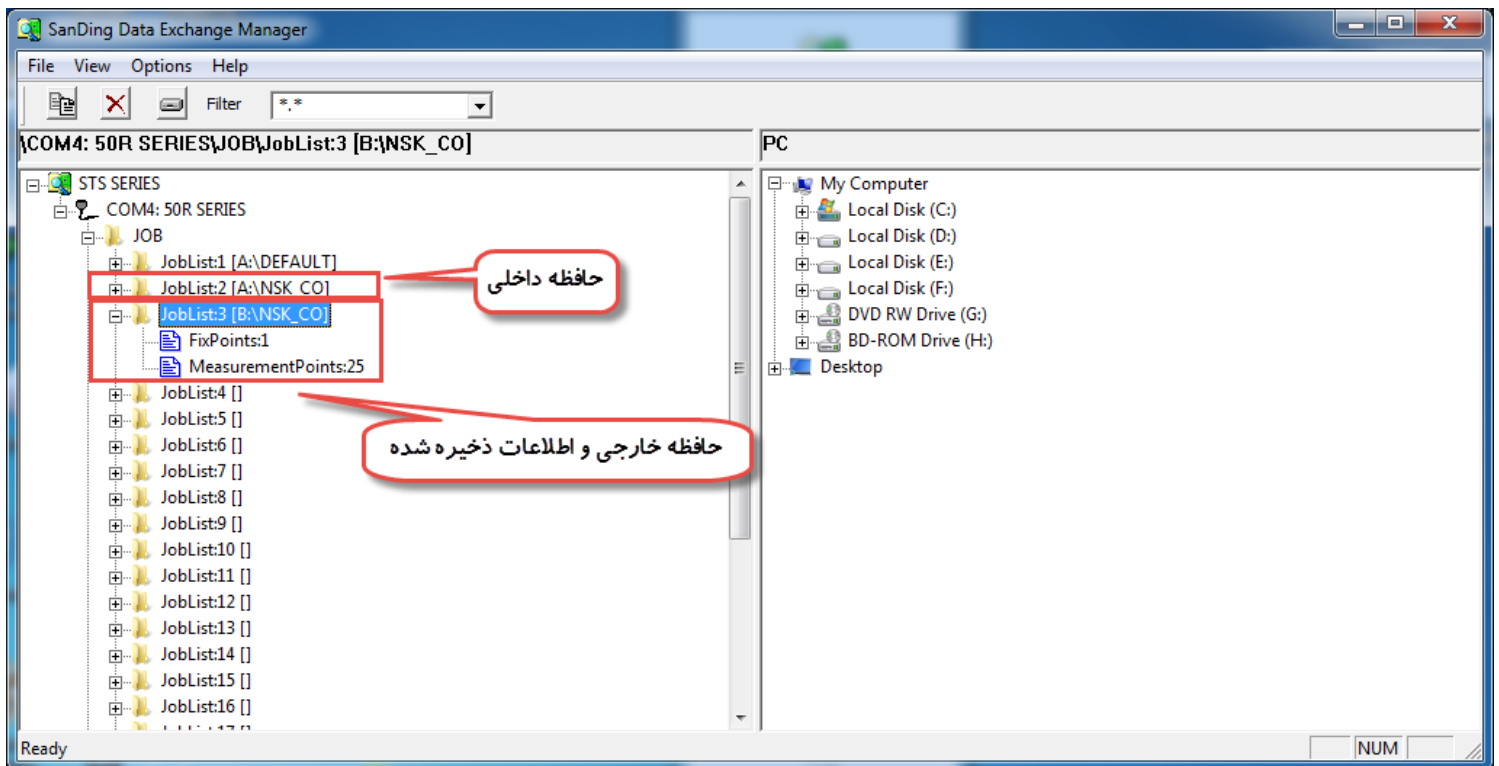 SanDing Data Exchange Manager
File View Options Help
Filter *.*
\COM4: 50R SERIES\JOB\JobList:3 [B:\NSK_CO]
PC
STS SERIES
COM4: 50R SERIES
JOB
JobList:1 [A:\DEFAULT]
JobList:2 [A:\NSK_CO]
JobList:3 [B:\NSK_CO]
FixPoints:1
MeasurementPoints:25
JobList:4 []
JobList:5 []
JobList:6 []
JobList:7 []
JobList:8 []
JobList:9 []
JobList:10 []
JobList:11 []
JobList:12 []
JobList:13 []
JobList:14 []
JobList:15 []
JobList:16 []
حافظه داخلی
حافظه خارجی و اطلاعات ذخیره شده
My Computer
Local Disk (C:)
Local Disk (D:)
Local Disk (E:)
Local Disk (F:)
DVD RW Drive (G:)
BD-ROM Drive (H:)
Desktop
Ready
NUM